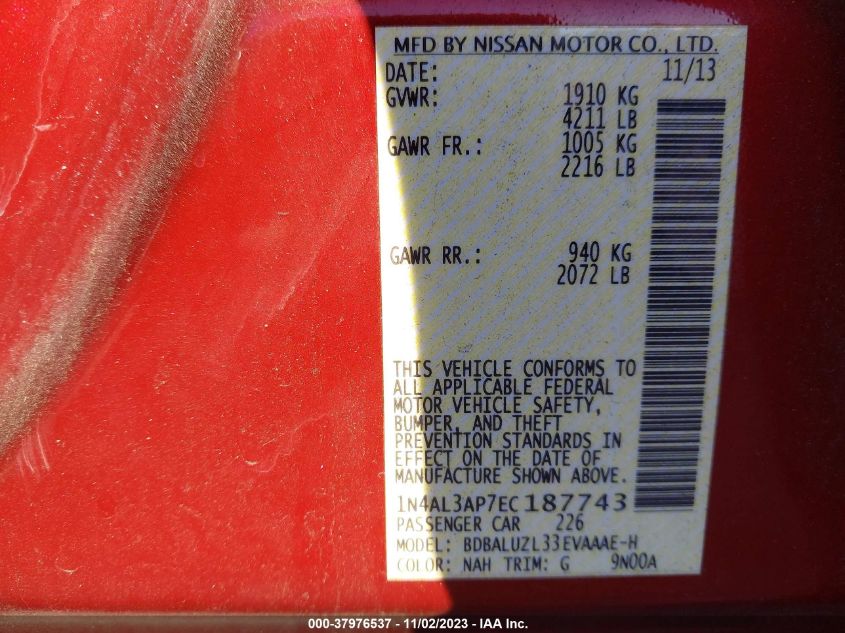 MFD BY NISSAN MOTOR CO., LTD.
DATE: 11/13
GVWR: 1910 KG
4211 LB
GAWR FR.: 1005 KG
2216 LB
GAWR RR.: 940 KG
2072 LB
THIS VEHICLE CONFORMS TO
ALL APPLICABLE FEDERAL
MOTOR VEHICLE SAFETY,
BUMPER, AND THEFT
PREVENTION STANDARDS IN
EFFECT ON THE DATE OF
MANUFACTURE SHOWN ABOVE.
1N4AL3AP7EC187743
PASSENGER CAR 226
MODEL: BDBALUZL33EVAAAE-H
COLOR: NAH TRIM: G 9N00A
000-37976537 - 11/02/2023 - IAA Inc.